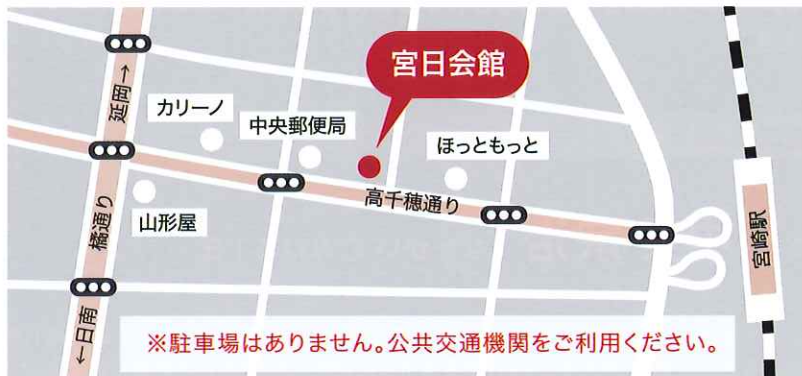 宮日会館
延岡→
カリーノ
中央郵便局
ほっともっと
山形屋
橘通り
高千穂通り
宮崎駅
←日南
※駐車場はありません。公共交通機関をご利用ください。